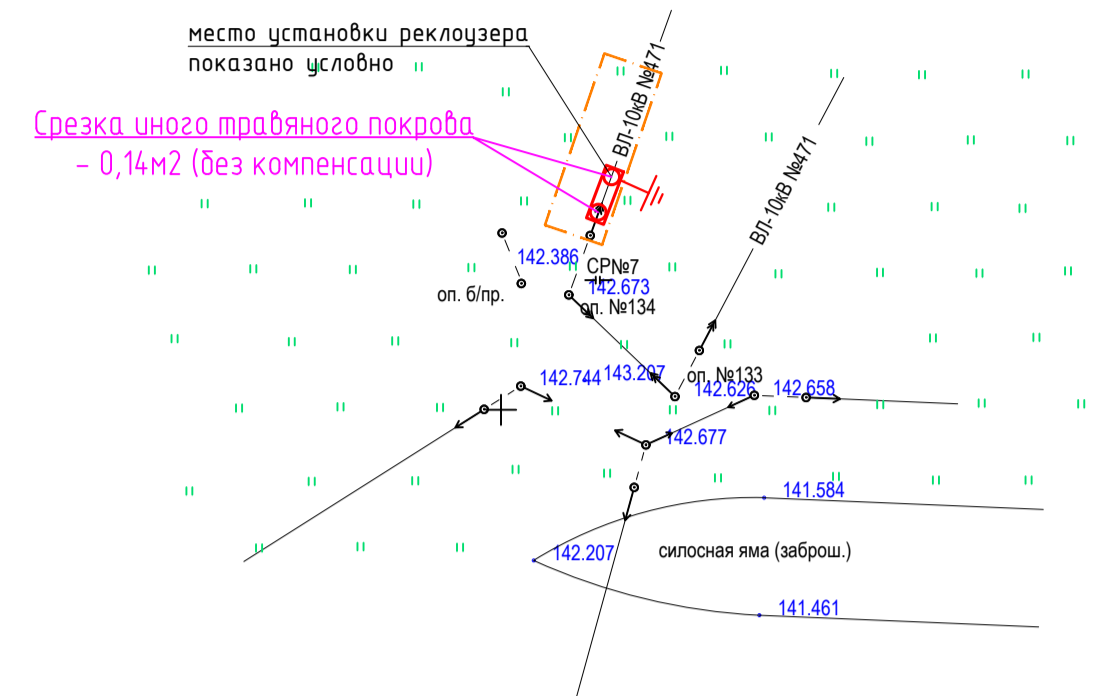 место установки реклоузера
показано условно
Срезка иного травяного покрова
- 0,14м2 (без компенсации)
ВЛ-10кВ №471
ВЛ-10кВ №471
142.386
СР№7
142.673
оп. б/пр.
оп. №134
142.744
143.207
оп. №133
142.626
142.658
142.677
141.584
142.207
силосная яма (заброш.)
141.461